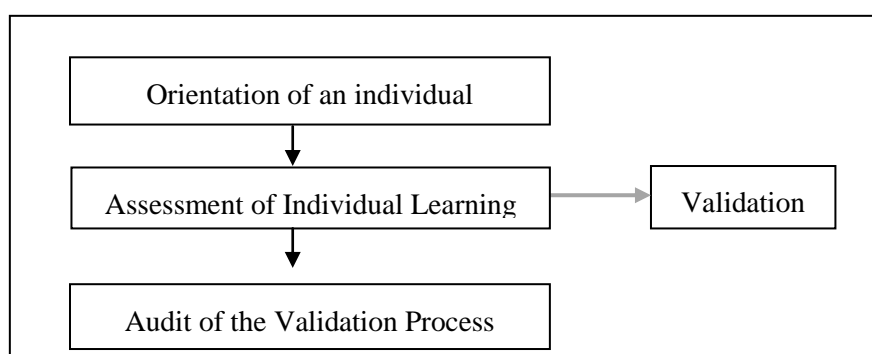 Orientation of an individual
Assessment of Individual Learning
Validation
Audit of the Validation Process